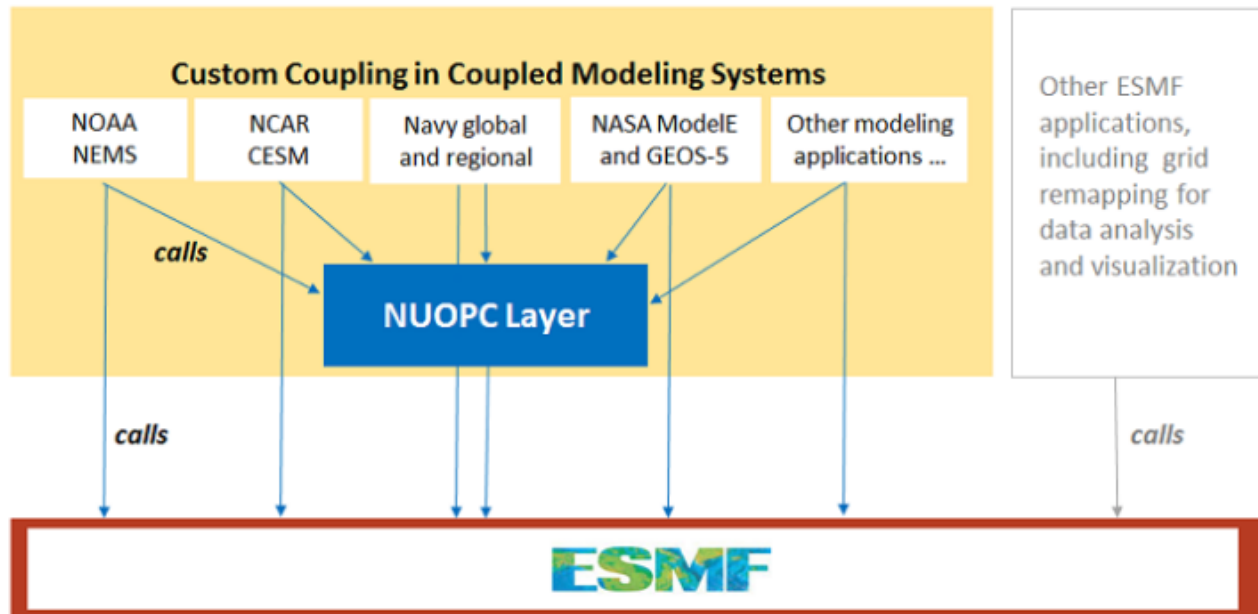 Custom Coupling in Coupled Modeling Systems
NOAA
NEMS
NCAR
CESM
Navy global
and regional
NASA ModelE
and GEOS-5
Other modeling
applications ...
calls
NUOPC Layer
calls
Other ESMF
applications,
including grid
remapping for
data analysis
and visualization
calls
ESMF